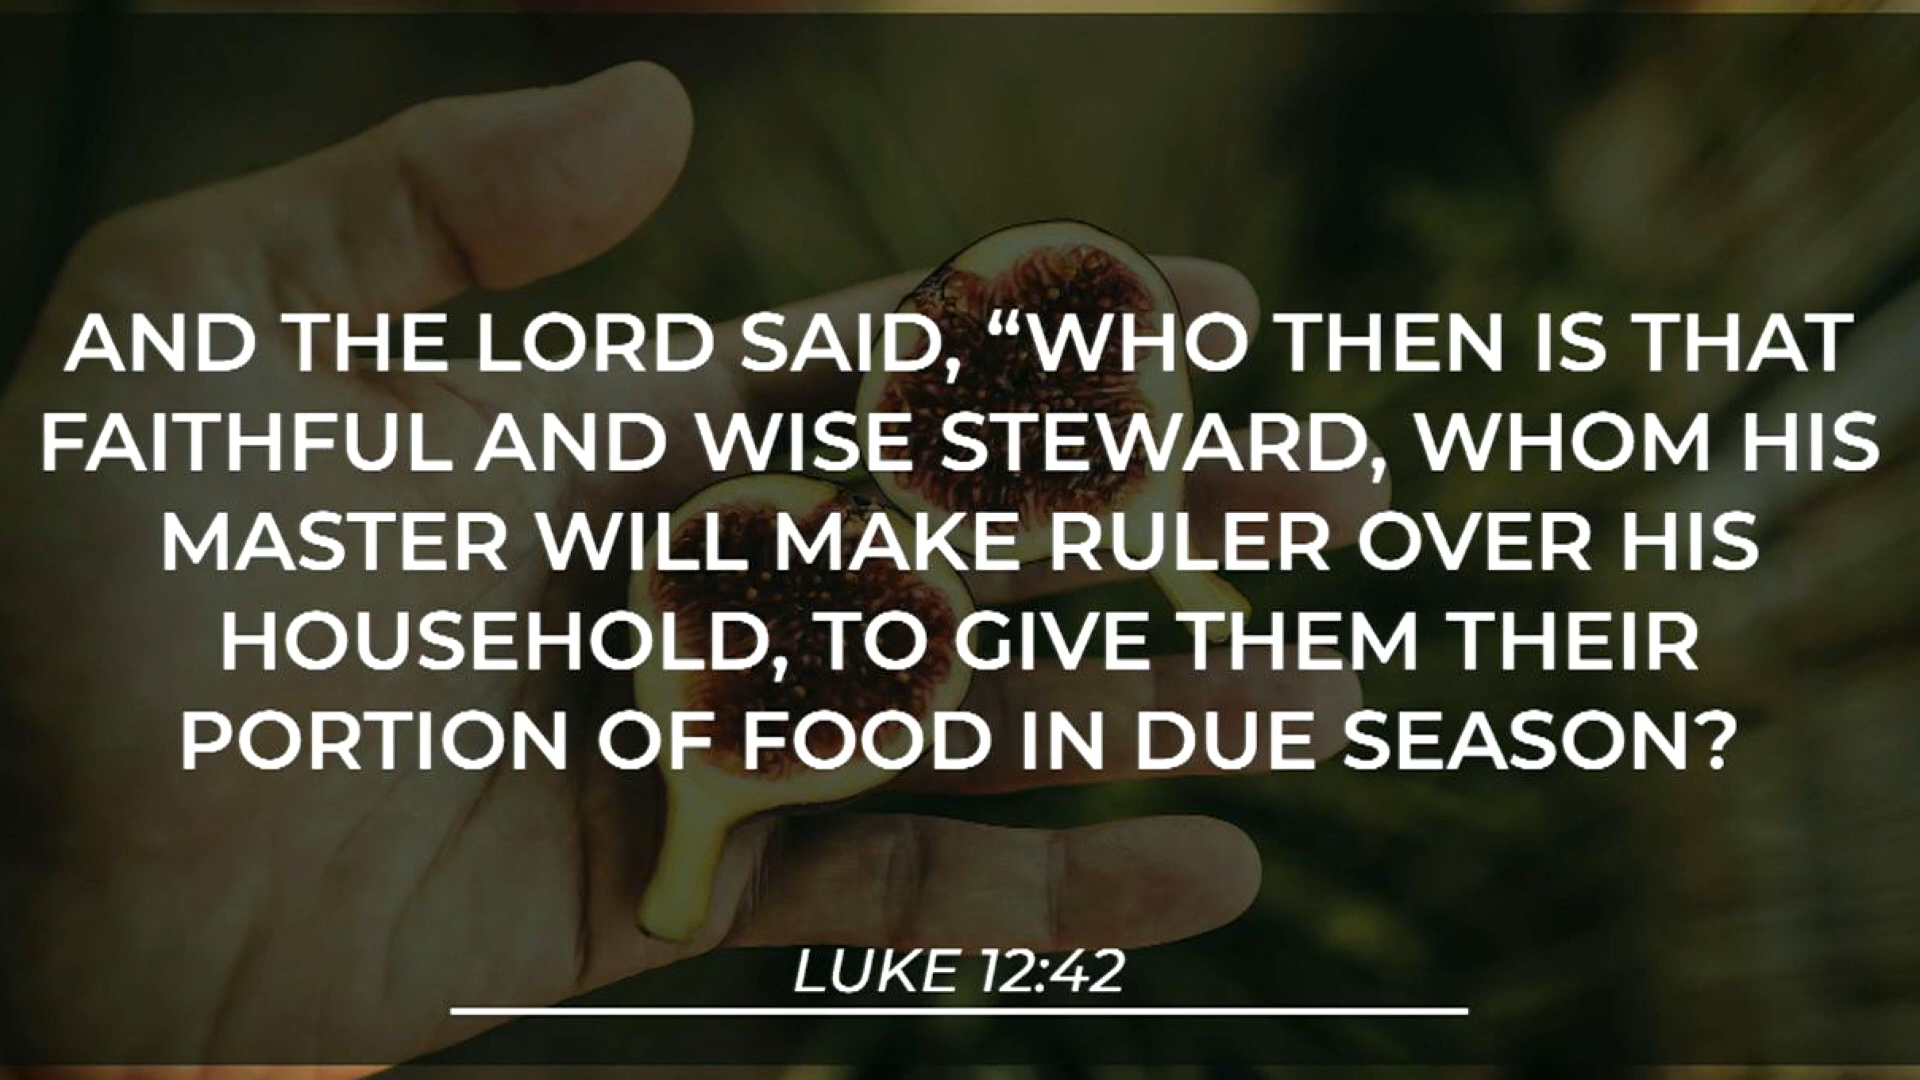 AND THE LORD SAID, “WHO THEN IS THAT
FAITHFUL AND WISE STEWARD, WHOM HIS
MASTER WILL MAKE RULER OVER HIS
HOUSEHOLD, TO GIVE THEM THEIR
PORTION OF FOOD IN DUE SEASON?
LUKE 12:42